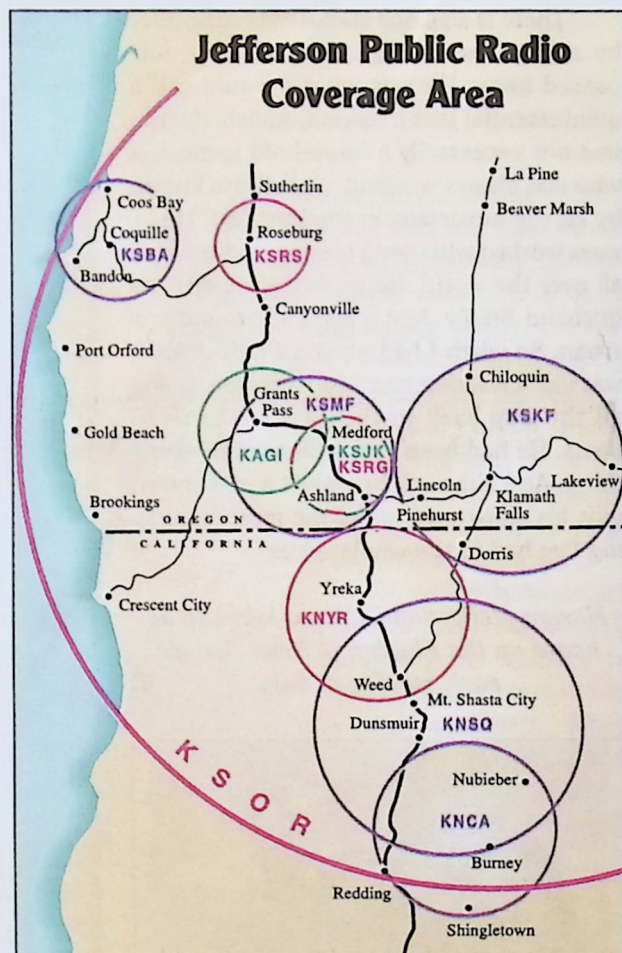 Jefferson Public Radio
Coverage Area
La Pine
Sutherlin
Beaver Marsh
Coos Bay
Coquille
KSBA
Roseburg
KSRS
Bandon
Canyonville
Port Orford
Chiloquin
Grants
Pass
KSMF
KSKF
Gold Beach
Medford
KAGI
KSJK
KSRG
Lakeview
Ashland
Lincoln
Klamath
Falls
Brookings
Pinehurst
OREGON
CALIFORNIA
Dorris
Yreka
Crescent City
KNYR
Weed
Mt. Shasta City
Dunsmuir
KNSQ
KSOR
Nubieber
KNCA
Burney
Redding
Shingletown